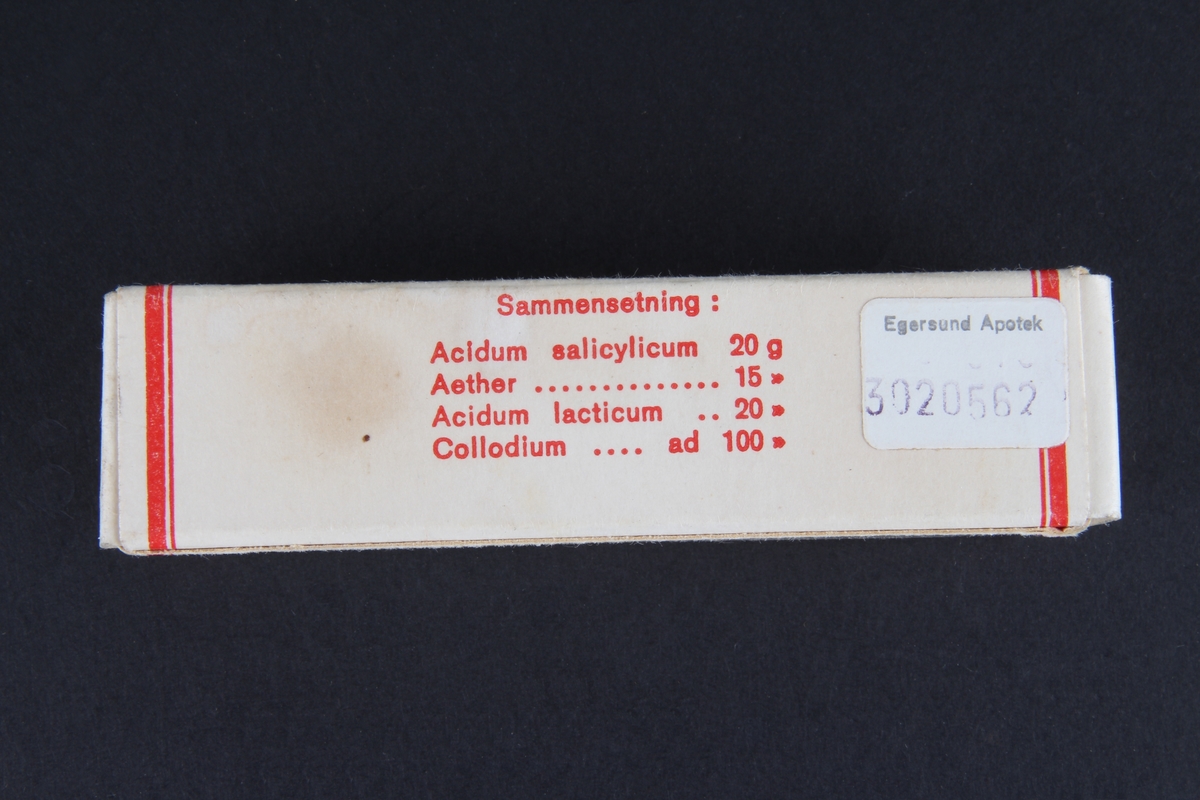 Sammensetning :
Acidum salicylicum 20 g
Aether .............. 15 »
Acidum lacticum .. 20 »
Collodium .... ad 100 »
Egersund Apotek
3020562